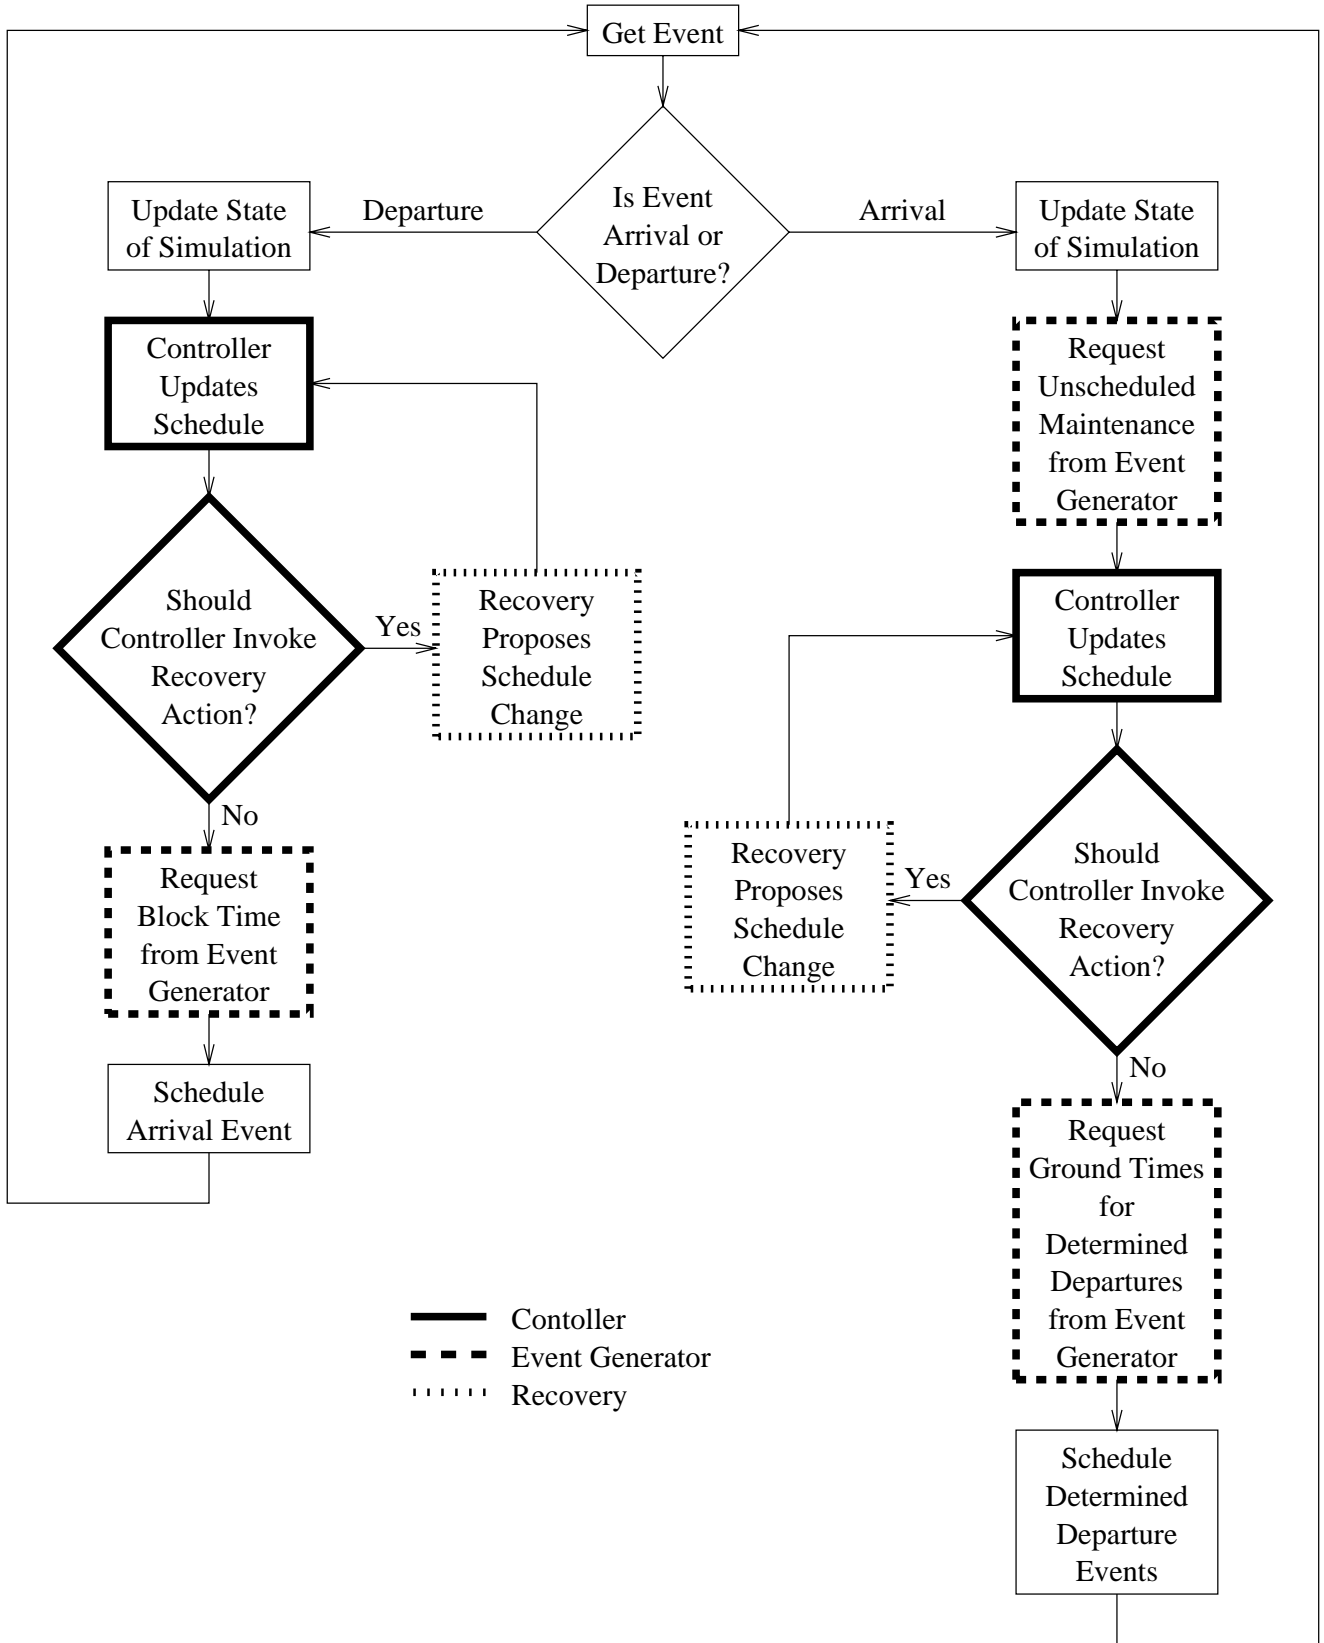 Get Event
Is Event
Arrival or
Departure?
Departure
Arrival
Update State
of Simulation
Controller
Updates
Schedule
Should
Controller Invoke
Recovery
Action?
Yes
Recovery
Proposes
Schedule
Change
No
Request
Block Time
from Event
Generator
Schedule
Arrival Event
Update State
of Simulation
Request
Unscheduled
Maintenance
from Event
Generator
Controller
Updates
Schedule
Should
Controller Invoke
Recovery
Action?
Yes
Recovery
Proposes
Schedule
Change
No
Request
Ground Times
for
Determined
Departures
from Event
Generator
Schedule
Determined
Departure
Events
Contoller
Event Generator
Recovery